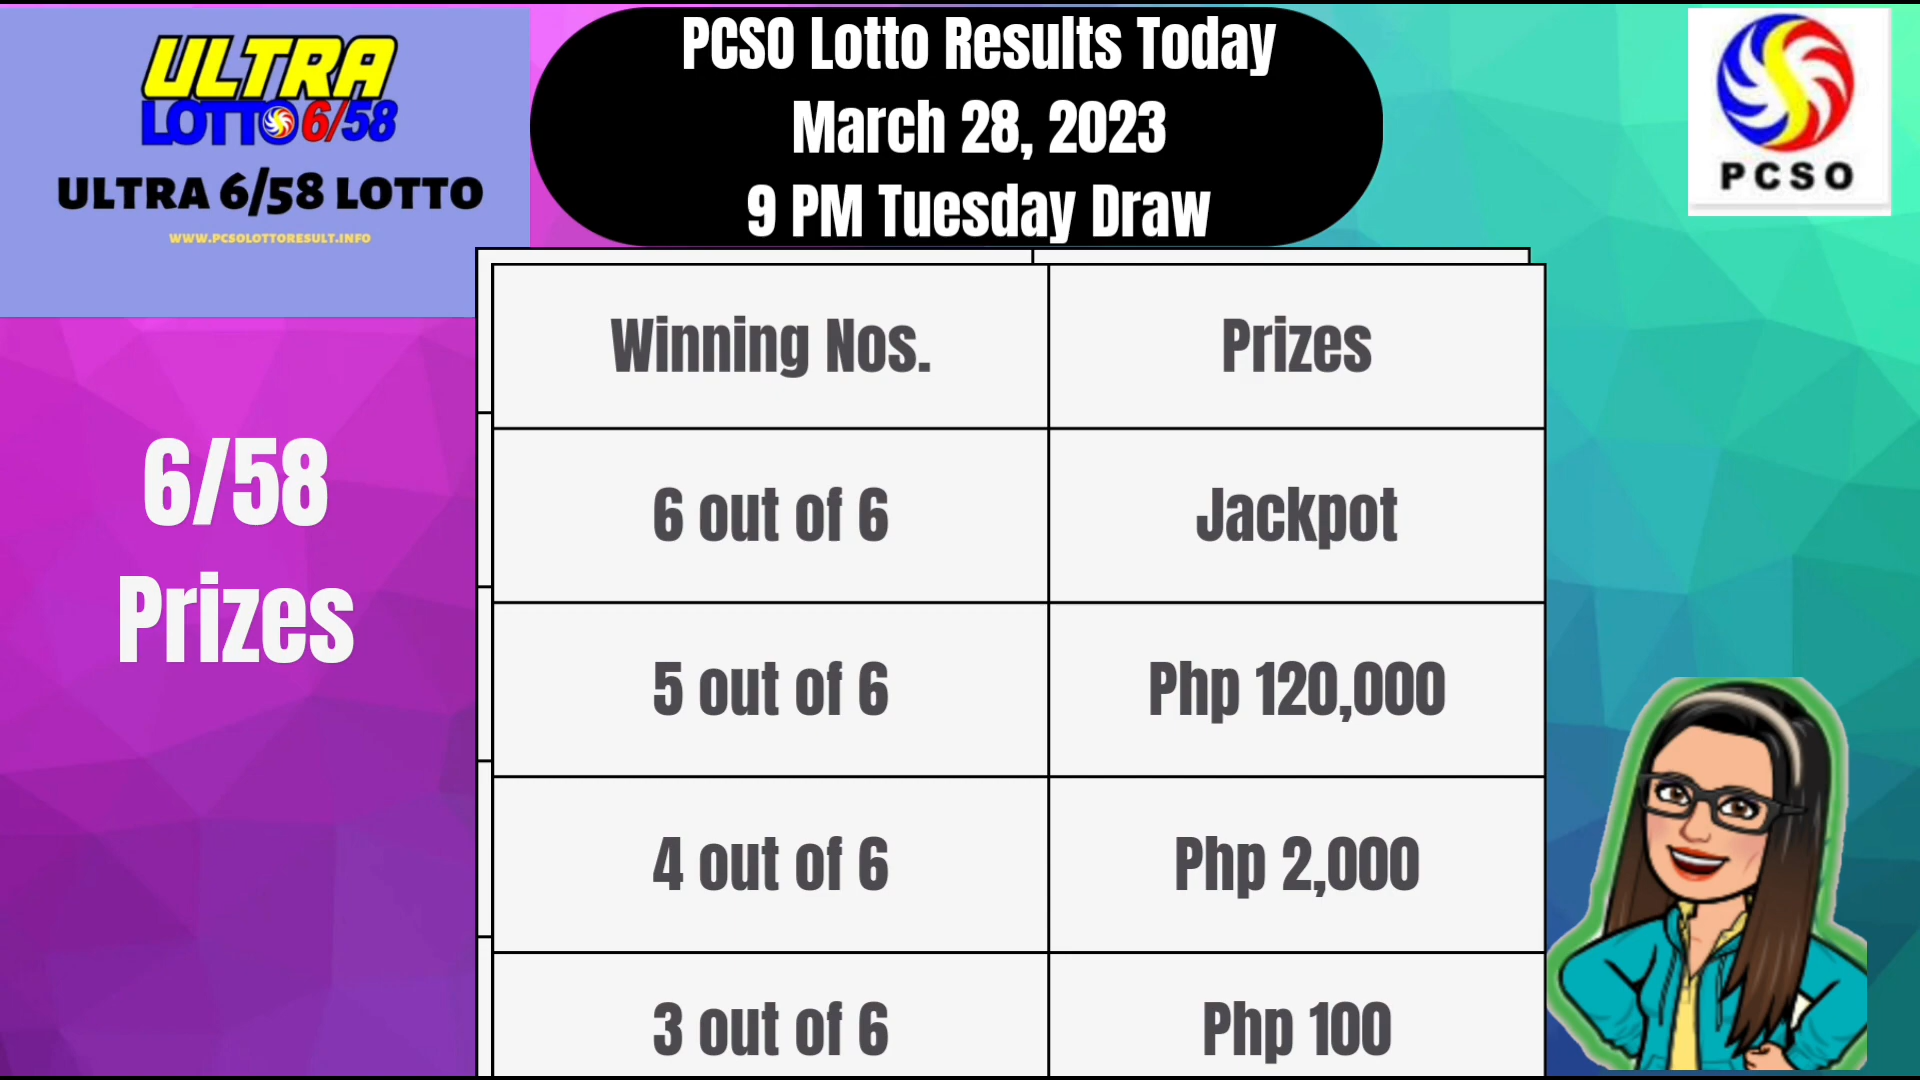 ULTRA
LOTTO 6/58
ULTRA 6/58 LOTTO
WWW.PCSOLOTTORESULT.INFO
PCSO Lotto Results Today
March 28, 2023
9 PM Tuesday Draw
PCSO
6/58
Prizes
Winning Nos. Prizes
6 out of 6 Jackpot
5 out of 6 Php 120,000
4 out of 6 Php 2,000
3 out of 6 Php 100